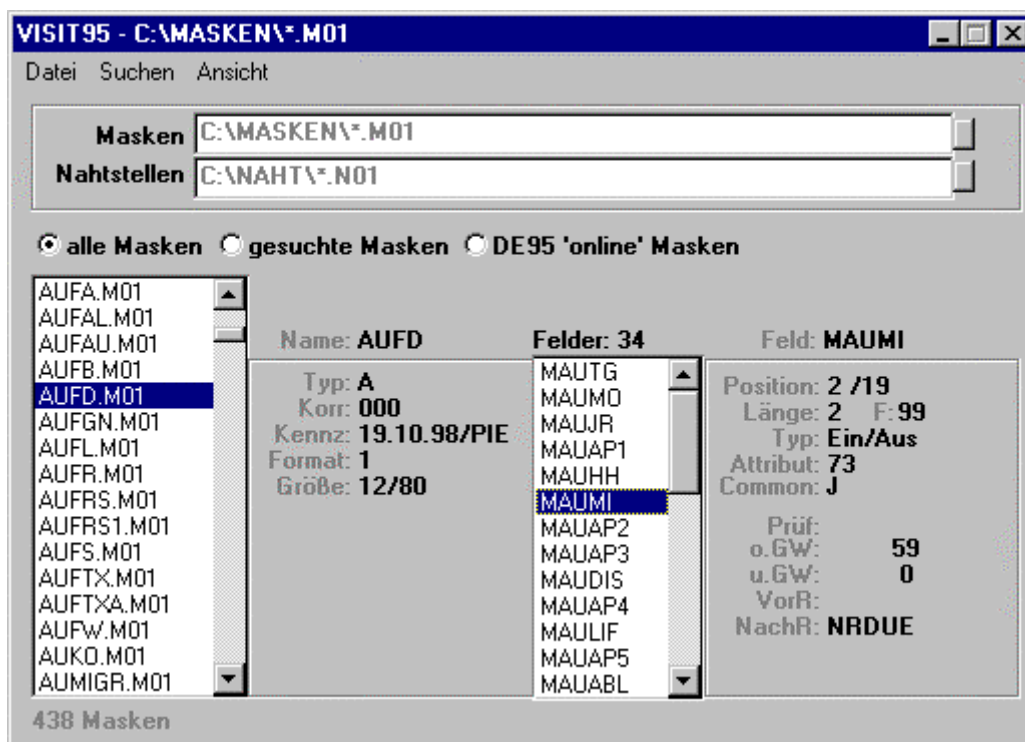 VISIT95 - C:\MASKEN\*.M01
Datei Suchen Ansicht
Masken C:\MASKEN\*.M01
Nahtstellen C:\NAHT\*.N01
alle Masken gesuchte Masken DE95 'online' Masken
AUFA.M01
AUFAL.M01
AUFAU.M01
AUFB.M01
AUFD.M01
AUFGN.M01
AUFL.M01
AUFR.M01
AUFRS.M01
AUFRS1.M01
AUFS.M01
AUFTX.M01
AUFTXA.M01
AUFW.M01
AUKO.M01
AUMIGR.M01
Name: AUFD
Typ: A
Korr: 000
Kennz: 19.10.98/PIE
Format: 1
Größe: 12/80
Felder: 34
MAUTG
MAUMO
MAUJR
MAUAP1
MAUHH
MAUMI
MAUAP2
MAUAP3
MAUDIS
MAUAP4
MAULIF
MAUAP5
MAUABL
Feld: MAUMI
Position: 2 /19
Länge: 2 F: 99
Typ: Ein/Aus
Attribut: 73
Common: J
Prüf:
o.GW: 59
u.GW: 0
VorR:
NachR: NRDUE
438 Masken